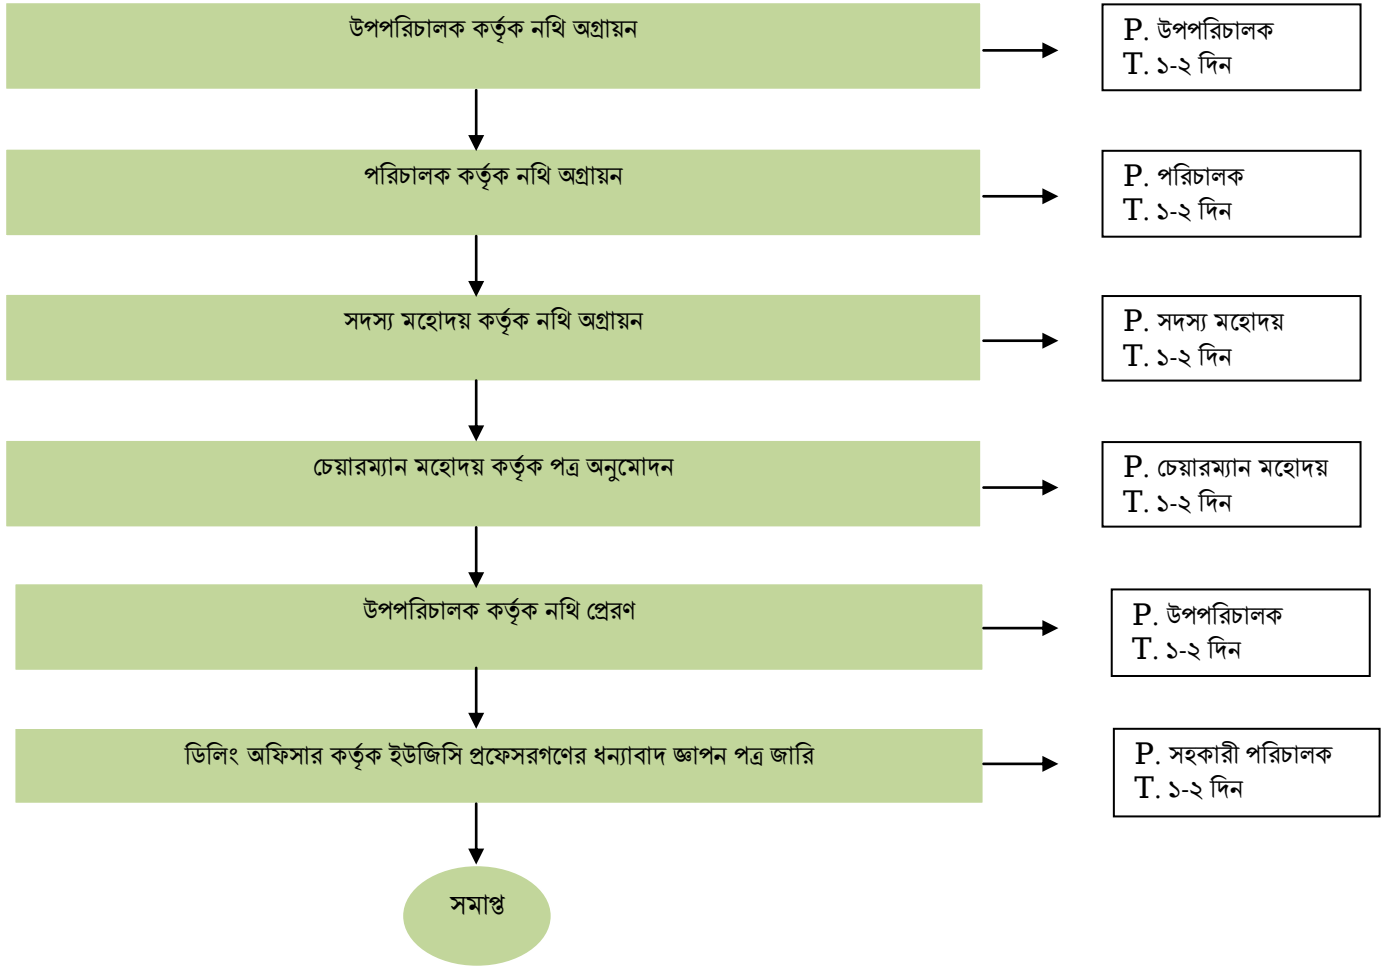 উপপরিচালক কর্তৃক নথি অগ্রায়ন
P. উপপরিচালক
T. ১-২ দিন
পরিচালক কর্তৃক নথি অগ্রায়ন
P. পরিচালক
T. ১-২ দিন
সদস্য মহোদয় কর্তৃক নথি অগ্রায়ন
P. সদস্য মহোদয়
T. ১-২ দিন
চেয়ারম্যান মহোদয় কর্তৃক পত্র অনুমোদন
P. চেয়ারম্যান মহোদয়
T. ১-২ দিন
উপপরিচালক কর্তৃক নথি প্রেরণ
P. উপপরিচালক
T. ১-২ দিন
ডিলিং অফিসার কর্তৃক ইউজিসি প্রফেসরগণের ধন্যাবাদ জ্ঞাপন পত্র জারি
P. সহকারী পরিচালক
T. ১-২ দিন
সমাপ্ত